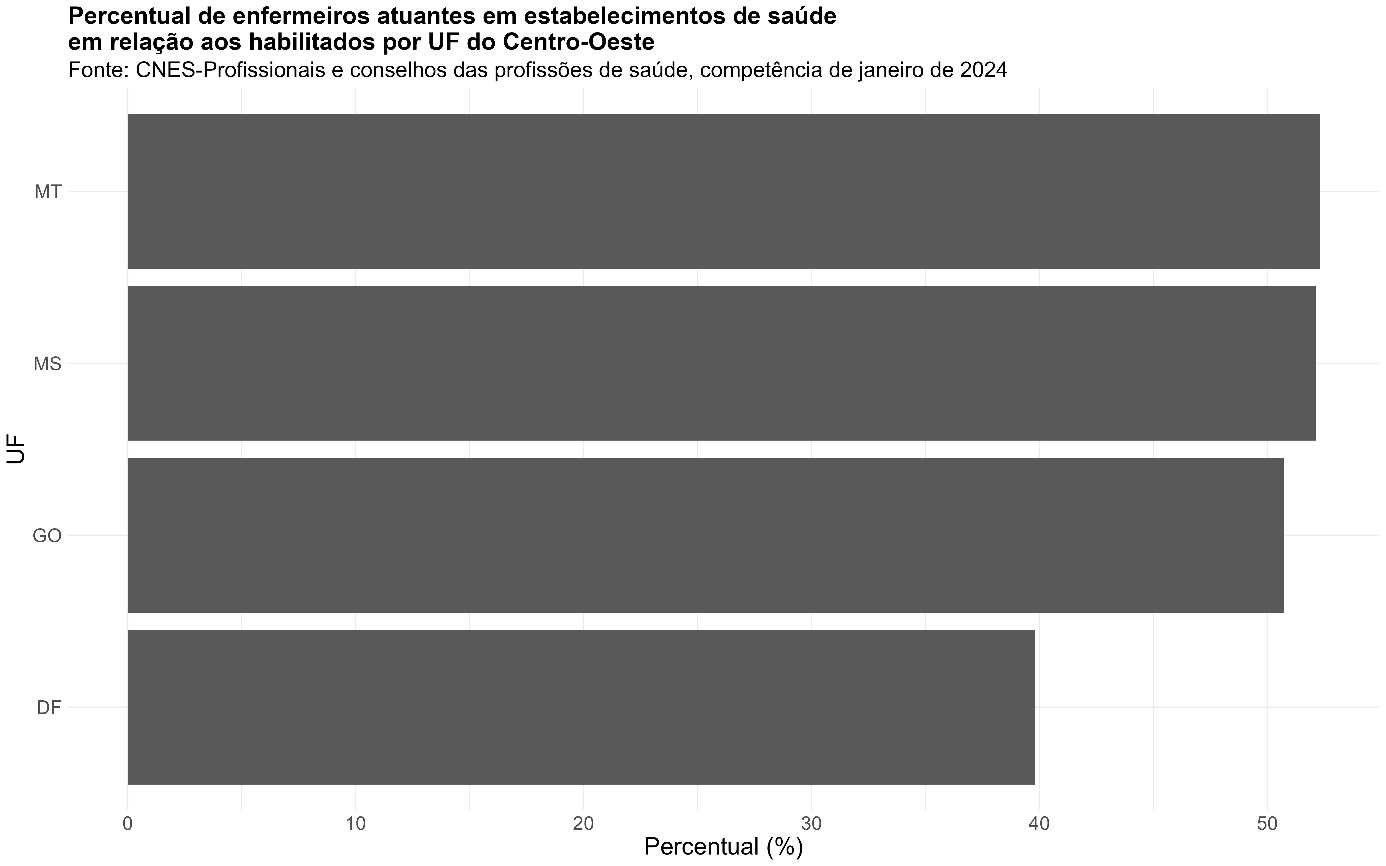 Percentual de enfermeiros atuantes em estabelecimentos de saúde
em relação aos habilitados por UF do Centro-Oeste
Fonte: CNES-Profissionais e conselhos das profissões de saúde, competência de janeiro de 2024
MT
MS
GO
DF
UF
0 10 20 30 40 50
Percentual (%)